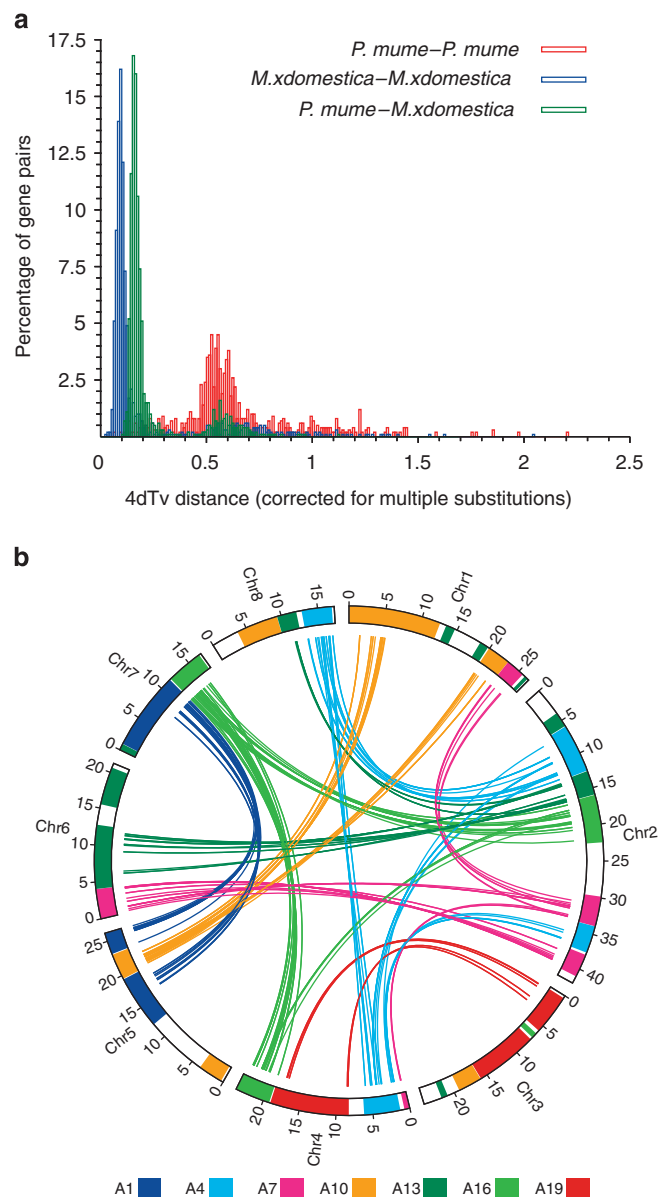 a
17.5
15
12.5
10
7.5
5
2.5
Percentage of gene pairs
P. mume–P. mume
M.xdomestica–M.xdomestica
P. mume–M.xdomestica
0 0.5 1 1.5 2 2.5
4dTv distance (corrected for multiple substitutions)
b
Chr1
0 5 10 15 20 25
Chr2
0 5 10 15 20 25 30 35 40
Chr3
0 5 10 15 20
Chr4
0 5 10 15 20
Chr5
0 5 10 15 20 25
Chr6
0 5 10 15 20
Chr7
0 5 10 15
Chr8
0 5 10 15
A1 A4 A7 A10 A13 A16 A19